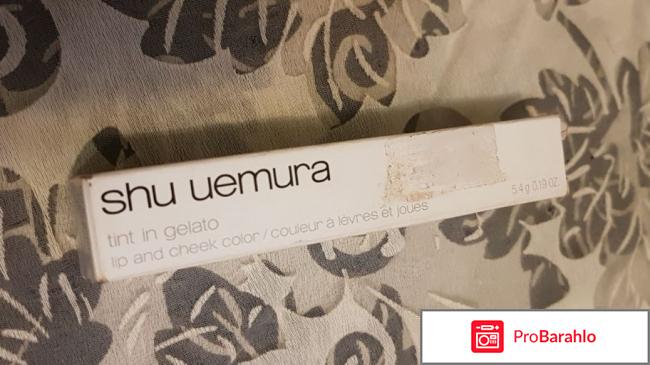 shu uemura
tint in gelato
lip and cheek color / couleur à lèvres et joues
5.4 g 0.19 OZ.
ProBarahlo